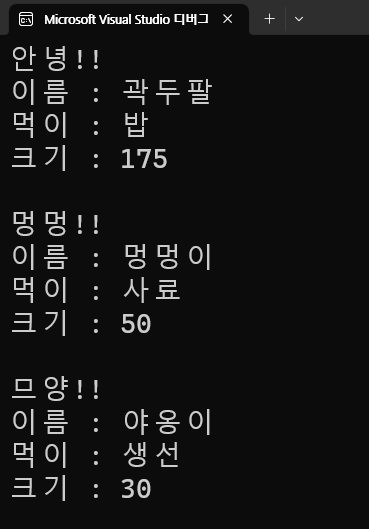 Microsoft Visual Studio 디버그
안녕!!
이름 : 곽두팔
먹이 : 밥
크기 : 175
멍멍!!
이름 : 멍멍이
먹이 : 사료
크기 : 50
므양!!
이름 : 야옹이
먹이 : 생선
크기 : 30